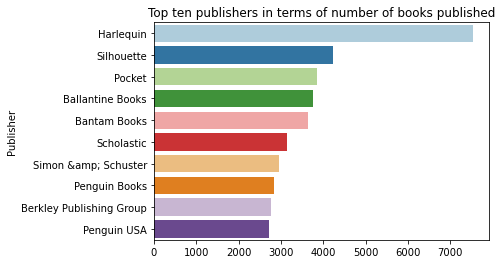 Top ten publishers in terms of number of books published
Publisher
Harlequin
Silhouette
Pocket
Ballantine Books
Bantam Books
Scholastic
Simon &amp; Schuster
Penguin Books
Berkley Publishing Group
Penguin USA
0 1000 2000 3000 4000 5000 6000 7000